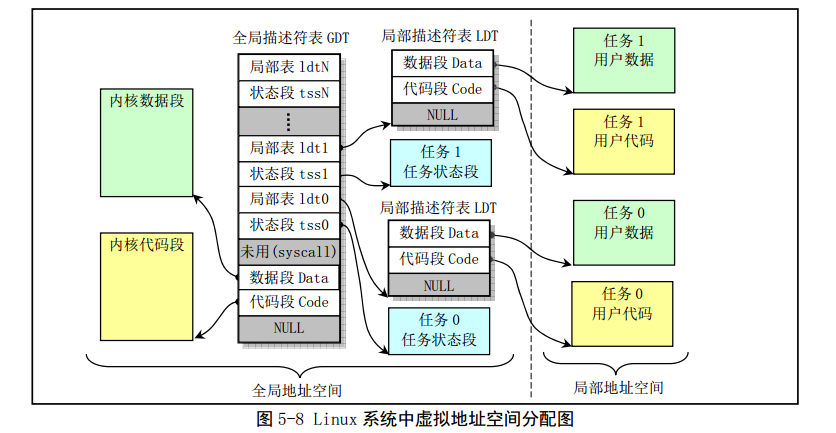 全局描述符表 GDT
局部表 ldtN
状态段 tssN
⋮
局部表 ldt1
状态段 tss1
局部表 ldt0
状态段 tss0
未用(syscall)
数据段 Data
代码段 Code
NULL
内核数据段
内核代码段
局部描述符表 LDT
数据段 Data
代码段 Code
NULL
任务 1
任务状态段
局部描述符表 LDT
数据段 Data
代码段 Code
NULL
任务 0
任务状态段
任务 1
用户数据
任务 1
用户代码
任务 0
用户数据
任务 0
用户代码
全局地址空间
局部地址空间
图 5-8 Linux 系统中虚拟地址空间分配图